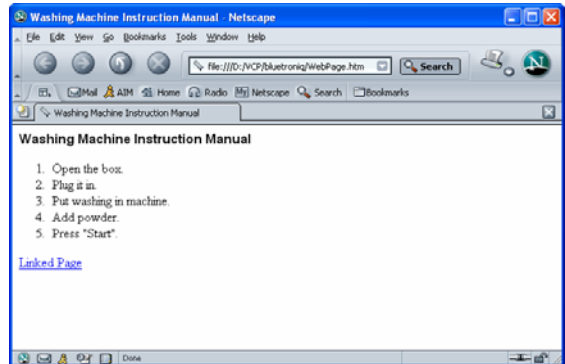 Washing Machine Instruction Manual - Netscape
File Edit View Go Bookmarks Tools Window Help
file:///D:/VCP/bluetroniq/WebPage.htm Search N
Mail AIM Home Radio My Netscape Search Bookmarks
Washing Machine Instruction Manual
Washing Machine Instruction Manual
1. Open the box.
2. Plug it in.
3. Put washing in machine.
4. Add powder.
5. Press "Start".
Linked Page
Done